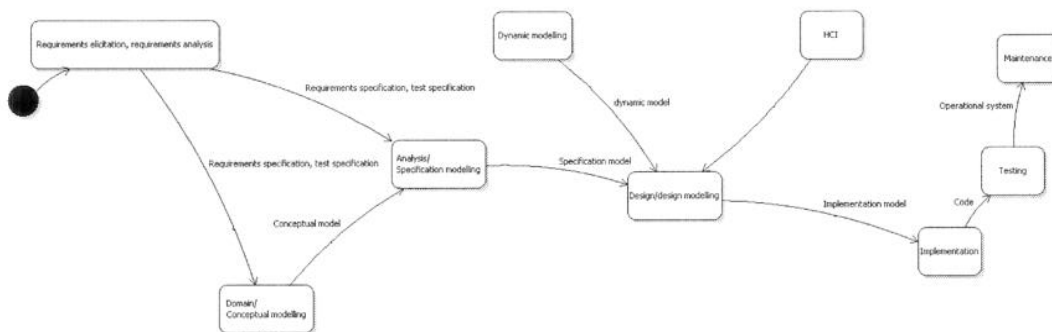 Requirements elicitation, requirements analysis
Dynamic modelling
HCI
Maintenance
Requirements specification, test specification
dynamic model
Operational system
Requirements specification, test specification
Analysis/
Specification modelling
Specification model
Testing
Design/design modelling
Code
Conceptual model
Implementation model
Implementation
Domain/
Conceptual modelling